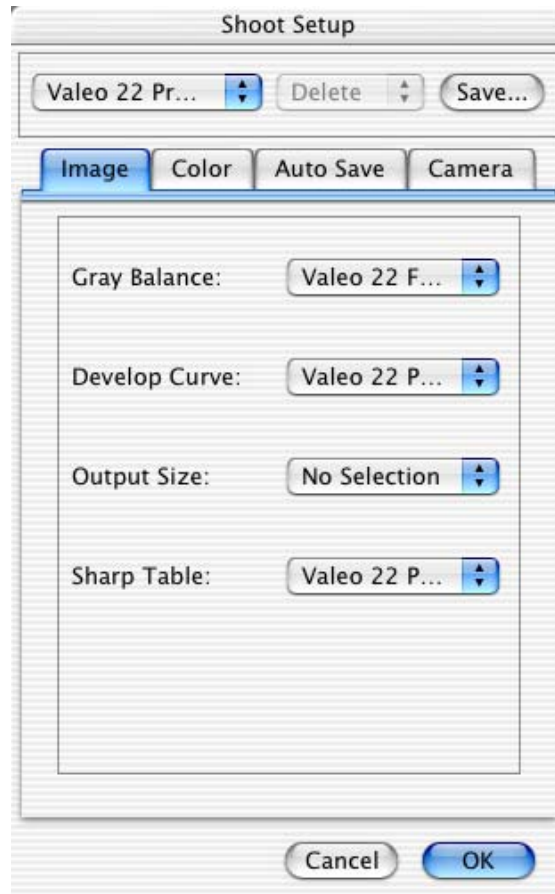 Shoot Setup
Valeo 22 Pr... Delete Save...
Image Color Auto Save Camera
Gray Balance: Valeo 22 F...
Develop Curve: Valeo 22 P...
Output Size: No Selection
Sharp Table: Valeo 22 P...
Cancel OK